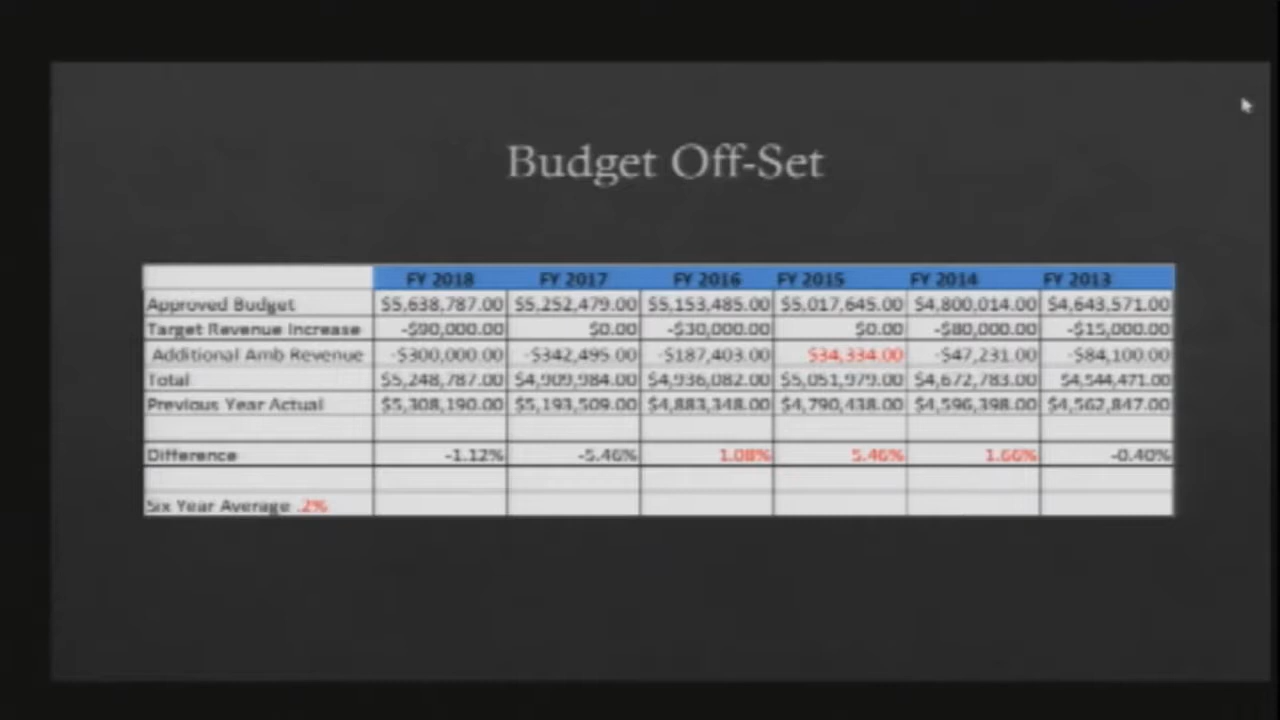 Budget Off-Set
FY 2018 FY 2017 FY 2016 FY 2015 FY 2014 FY 2013
Approved Budget $5,638,787.00 $5,252,479.00 $5,153,485.00 $5,017,645.00 $4,800,014.00 $4,643,571.00
Target Revenue Increase -$90,000.00 $0.00 -$30,000.00 $0.00 -$80,000.00 -$15,000.00
Additional Amb Revenue -$300,000.00 -$342,495.00 -$187,403.00 $34,334.00 -$47,231.00 -$84,100.00
Total $5,248,787.00 $4,909,984.00 $4,936,082.00 $5,051,979.00 $4,672,783.00 $4,544,471.00
Previous Year Actual $5,308,190.00 $5,193,509.00 $4,883,348.00 $4,790,438.00 $4,596,398.00 $4,562,847.00
Difference -1.12% -5.46% 1.08% 5.46% 1.66% -0.40%
Six Year Average .2%